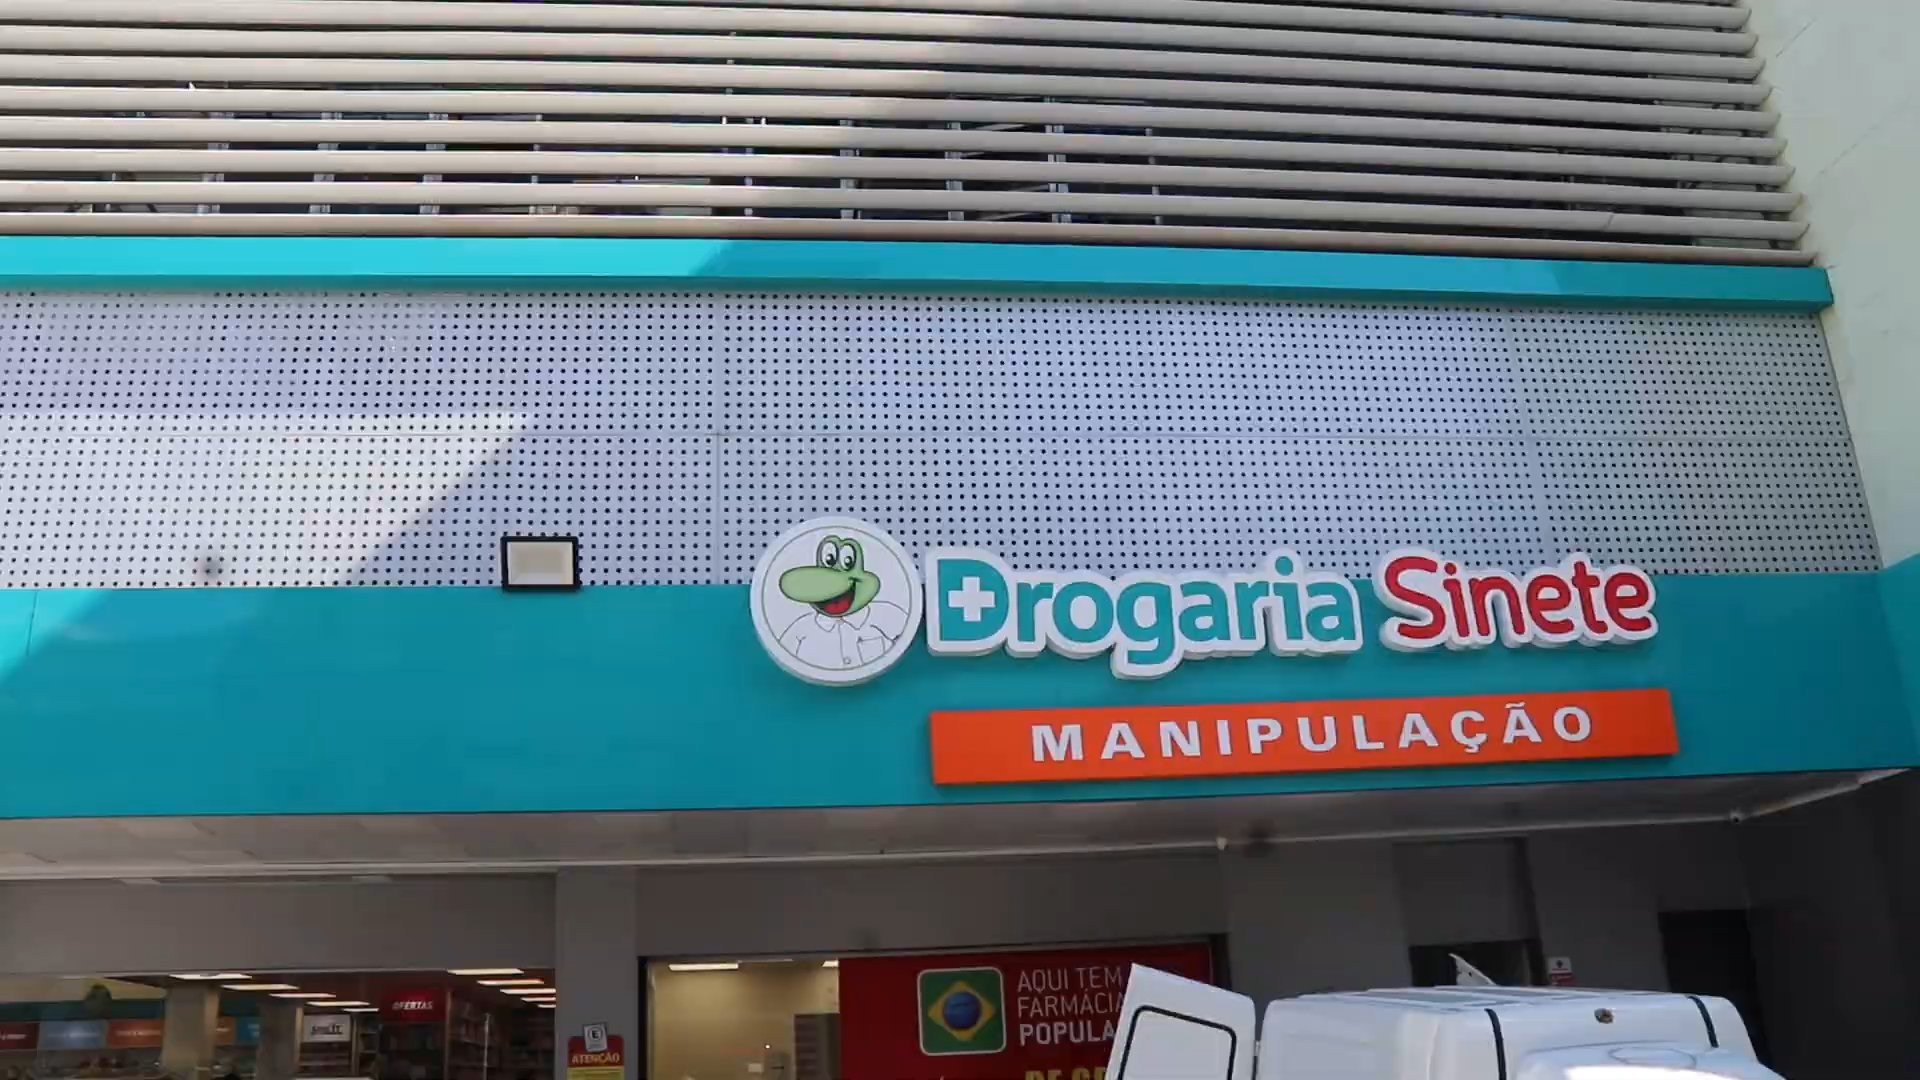 Drogaria Sinete
MANIPULAÇÃO
OFERTAS
E
ATENÇÃO
AQUI TEM
FARMÁCIA
POPULA